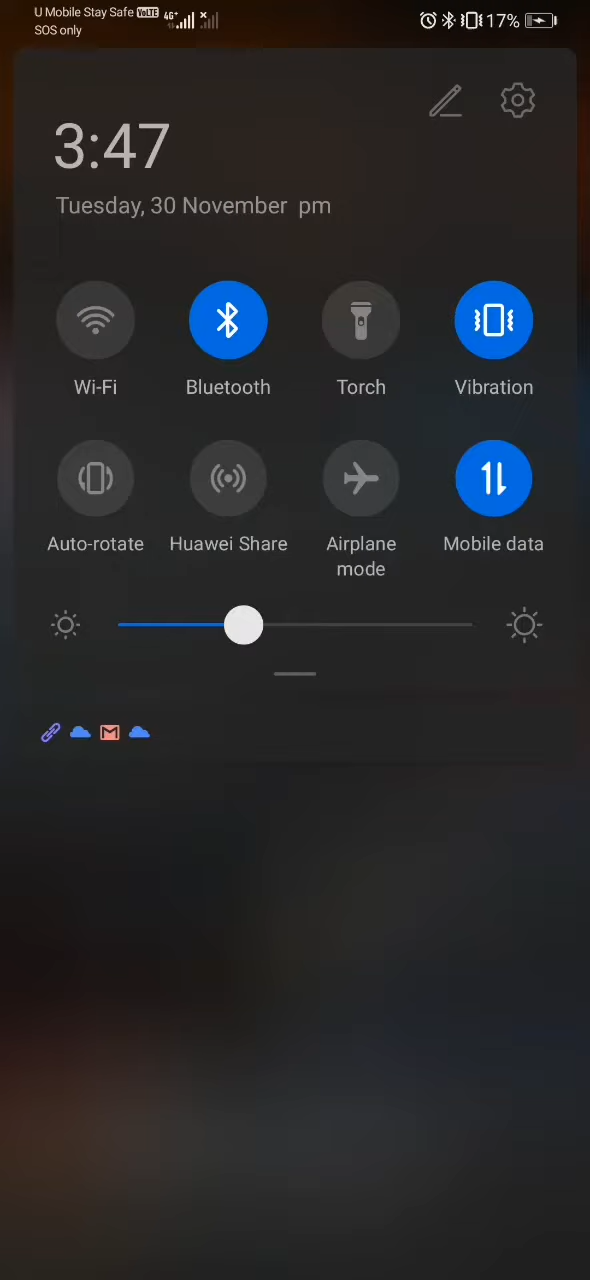 U Mobile Stay Safe VoLTE 4G+ 17%
SOS only
3:47
Tuesday, 30 November pm
Wi-Fi Bluetooth Torch Vibration
Auto-rotate Huawei Share Airplane mode Mobile data